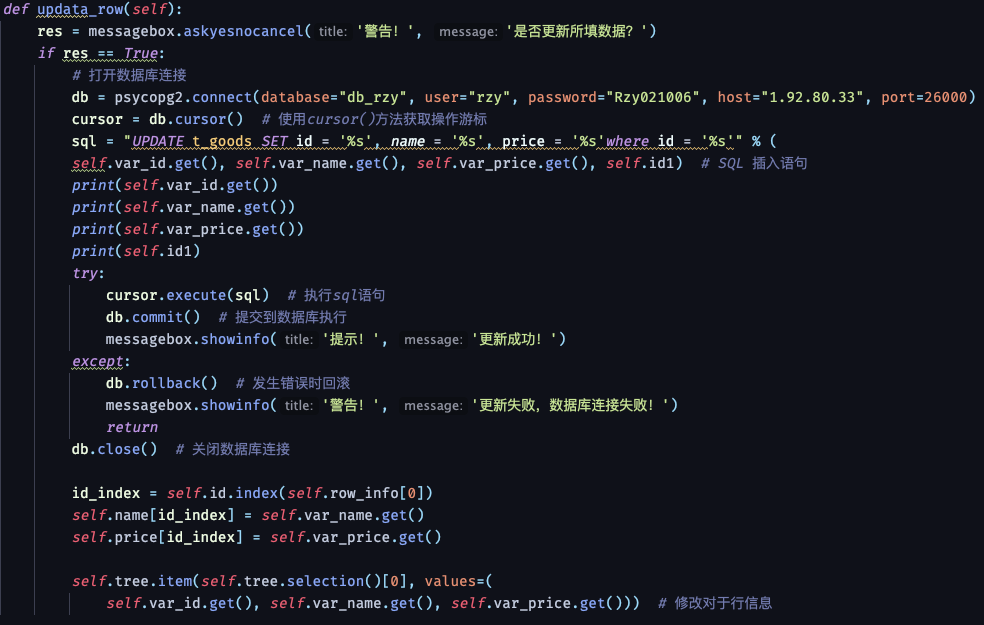 def updata_row(self):
    res = messagebox.askyesnocancel( title: '警告！', message: '是否更新所填数据？')
    if res == True:
        # 打开数据库连接
        db = psycopg2.connect(database="db_rzy", user="rzy", password="Rzy021006", host="1.92.80.33", port=26000)
        cursor = db.cursor()  # 使用cursor()方法获取操作游标
        sql = "UPDATE t_goods SET id = '%s', name = '%s', price = '%s'where id = '%s'" % (
        self.var_id.get(), self.var_name.get(), self.var_price.get(), self.id1)  # SQL 插入语句
        print(self.var_id.get())
        print(self.var_name.get())
        print(self.var_price.get())
        print(self.id1)
        try:
            cursor.execute(sql)  # 执行sql语句
            db.commit()  # 提交到数据库执行
            messagebox.showinfo( title: '提示！', message: '更新成功！')
        except:
            db.rollback()  # 发生错误时回滚
            messagebox.showinfo( title: '警告！', message: '更新失败，数据库连接失败！')
            return
        db.close()  # 关闭数据库连接

        id_index = self.id.index(self.row_info[0])
        self.name[id_index] = self.var_name.get()
        self.price[id_index] = self.var_price.get()

        self.tree.item(self.tree.selection()[0], values=(
            self.var_id.get(), self.var_name.get(), self.var_price.get()))  # 修改对于行信息